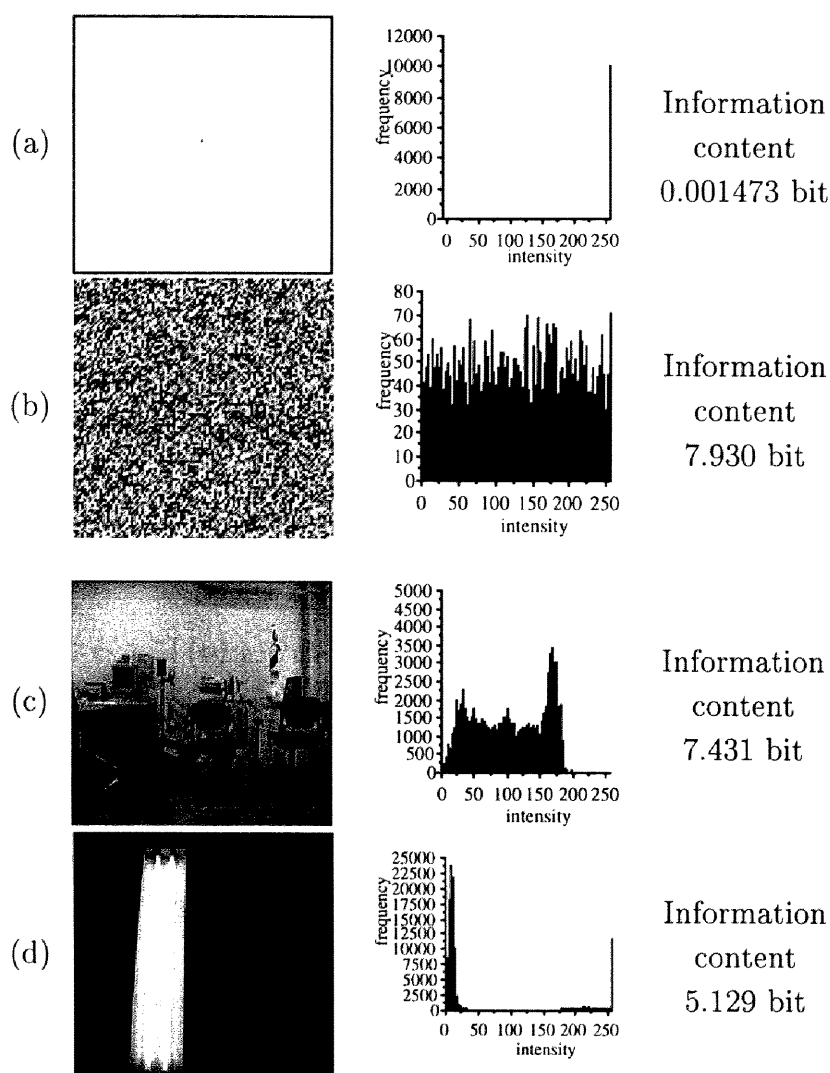 (a)
12000
10000
8000
6000
4000
2000
0
frequency
0 50 100 150 200 250
intensity
Information
content
0.001473 bit
(b)
80
70
60
50
40
30
20
10
0
frequency
0 50 100 150 200 250
intensity
Information
content
7.930 bit
(c)
5000
4500
4000
3500
3000
2500
2000
1500
1000
500
0
frequency
0 50 100 150 200 250
intensity
Information
content
7.431 bit
(d)
25000
22500
20000
17500
15000
12500
10000
7500
5000
2500
0
frequency
0 50 100 150 200 250
intensity
Information
content
5.129 bit